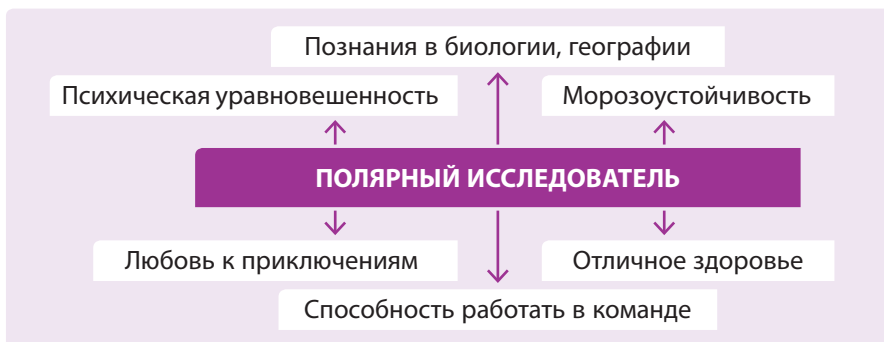 Познания в биологии, географии
Психическая уравновешенность
Морозоустойчивость
ПОЛЯРНЫЙ ИССЛЕДОВАТЕЛЬ
Любовь к приключениям
Отличное здоровье
Способность работать в команде